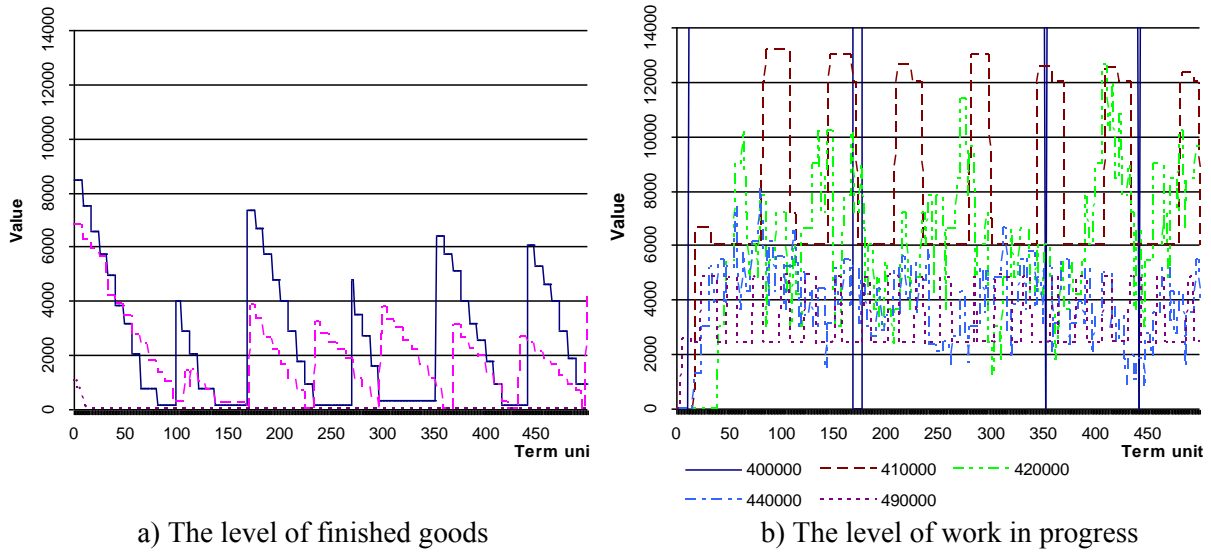 14000
12000
10000
8000
6000
4000
2000
0
Value
0 50 100 150 200 250 300 350 400 450
Term uni
14000
12000
10000
8000
6000
4000
2000
0
Value
0 50 100 150 200 250 300 350 400 450
Term unit
400000 410000 420000
440000 490000
a) The level of finished goods
b) The level of work in progress